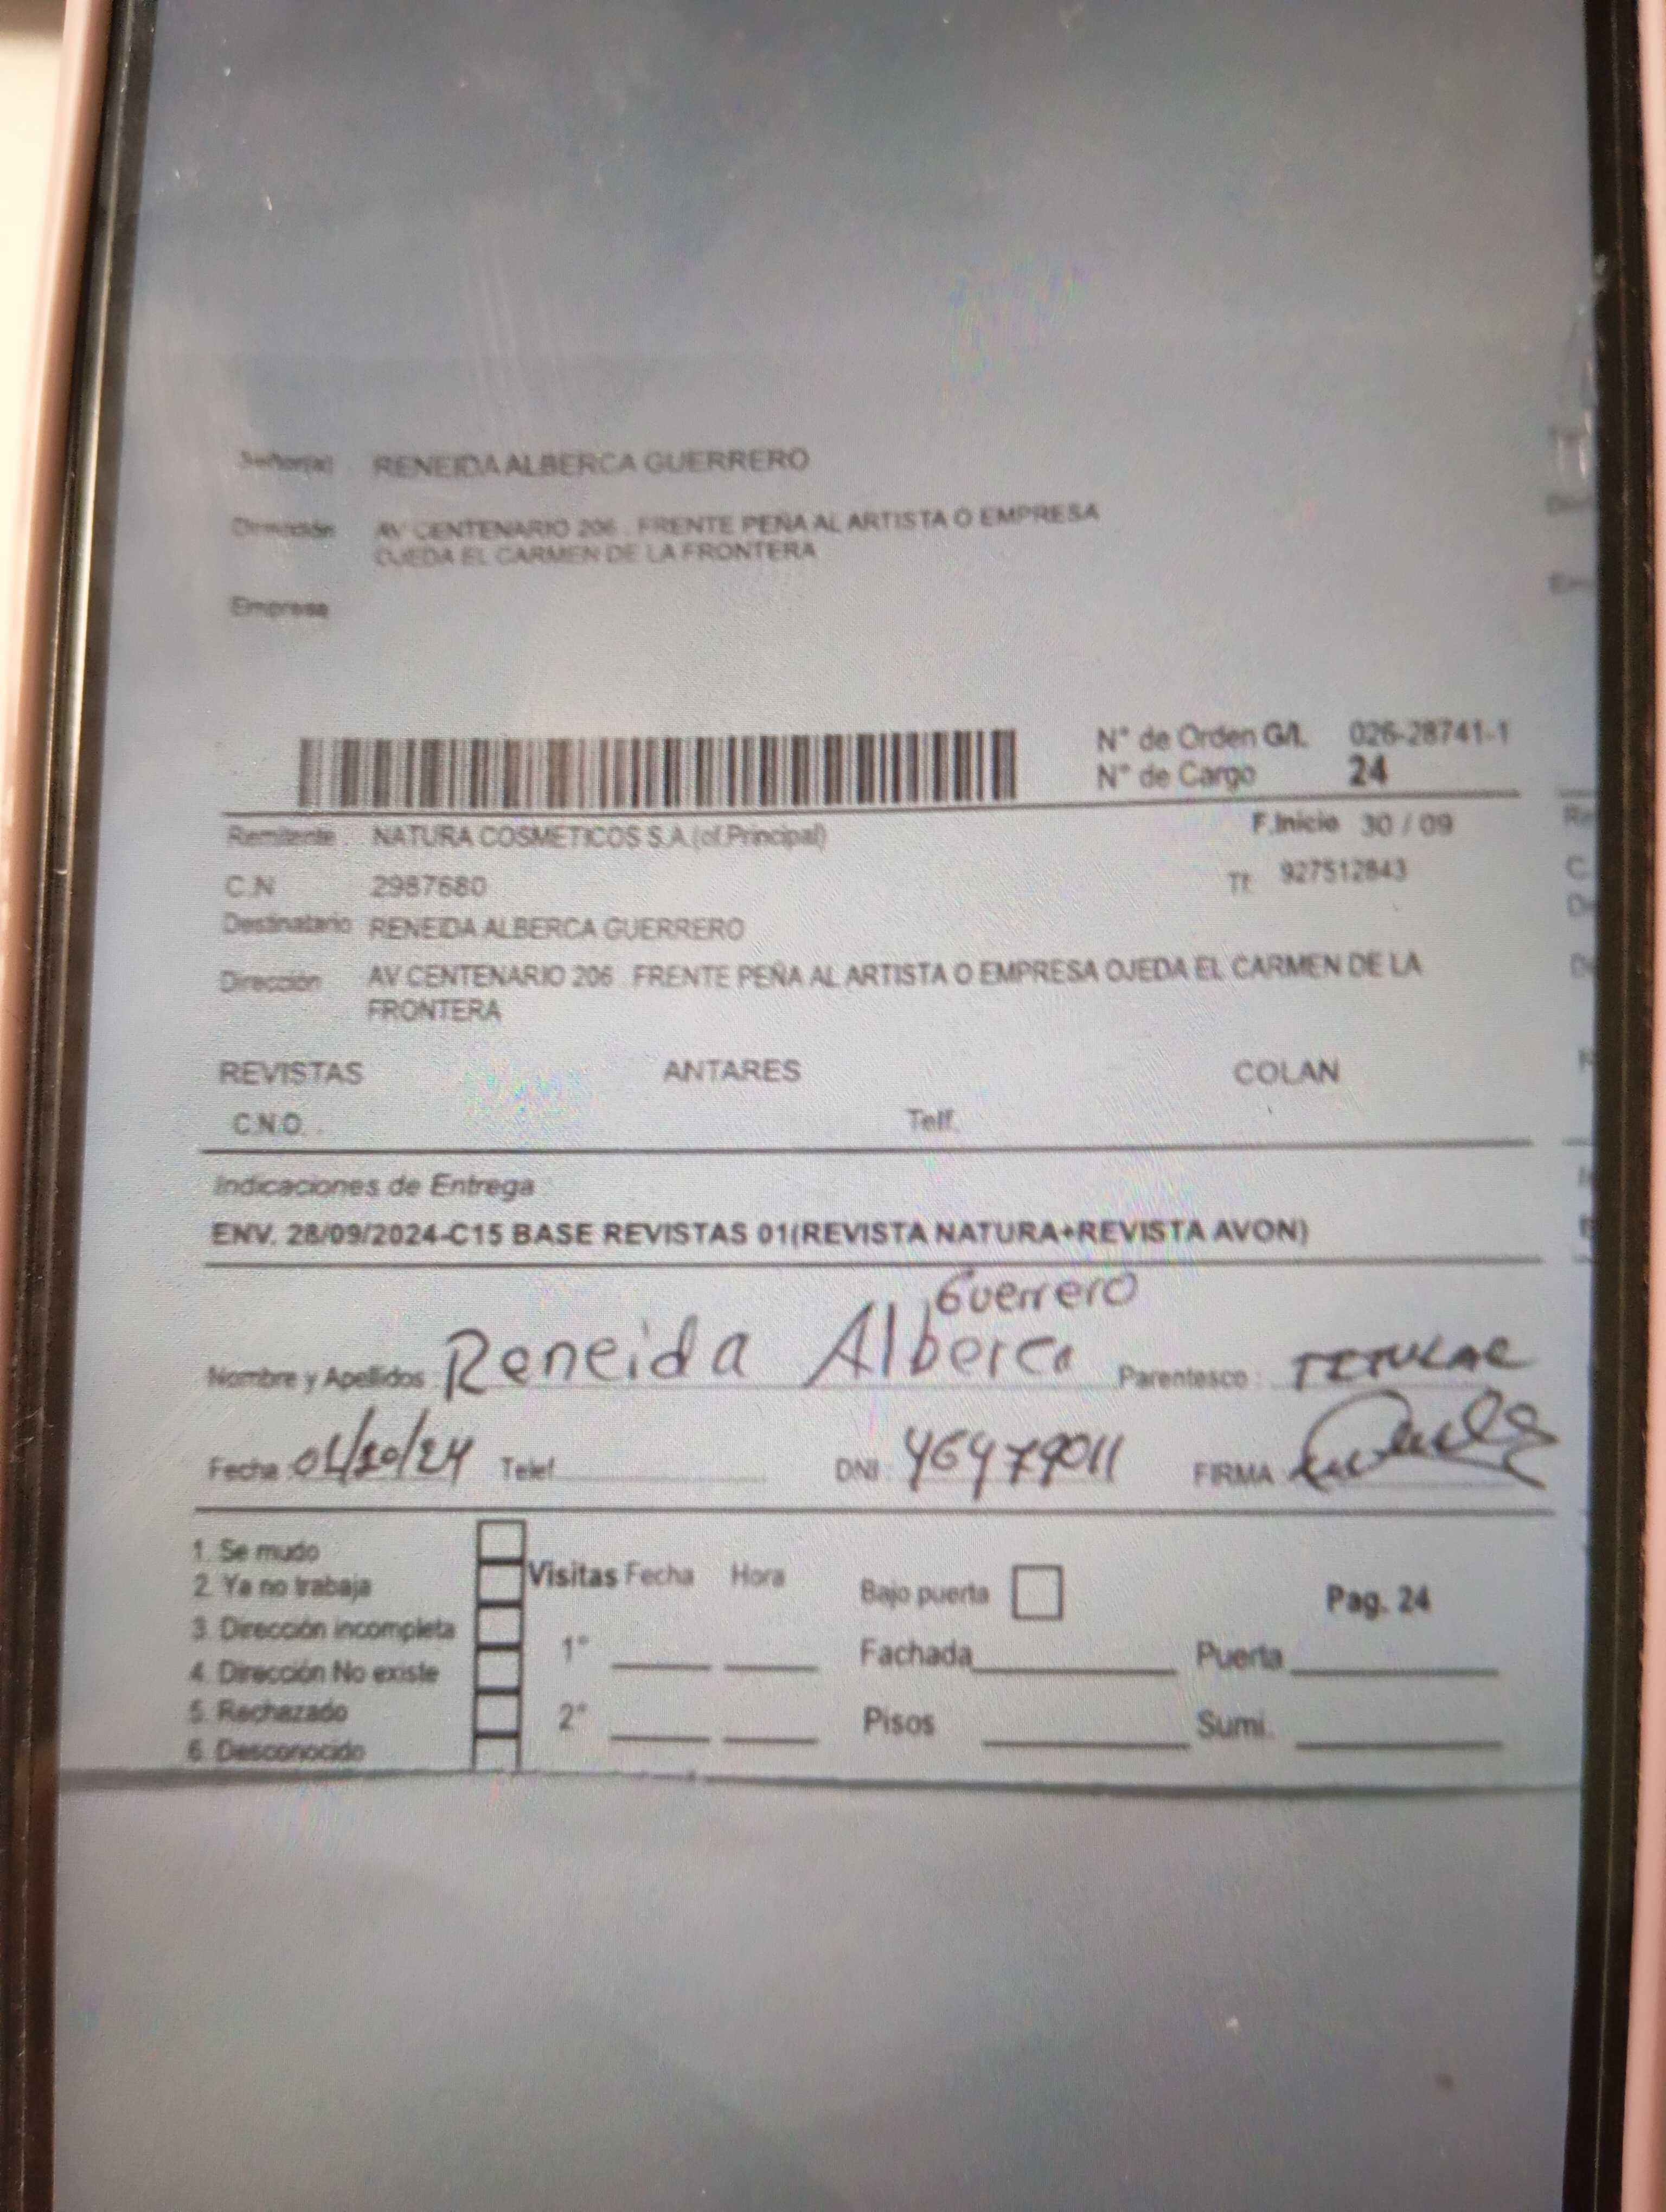 Señor(a) RENEIDA ALBERCA GUERRERO
Dirección AV CENTENARIO 206 . FRENTE PEÑA AL ARTISTA O EMPRESA
OJEDA EL CARMEN DE LA FRONTERA
Empresa
N° de Orden G/L 026-28741-1
N° de Cargo 24
Remitente : NATURA COSMETICOS S.A (of.Principal) F.Inicio 30 / 09
C.N 2987680 Tf: 927512843
Destinatario RENEIDA ALBERCA GUERRERO
Dirección AV CENTENARIO 206 . FRENTE PEÑA AL ARTISTA O EMPRESA OJEDA EL CARMEN DE LA
FRONTERA
REVISTAS ANTARES COLAN
C.N.O. . Telf.
Indicaciones de Entrega
ENV. 28/09/2024-C15 BASE REVISTAS 01(REVISTA NATURA+REVISTA AVON)
Guerrero
Nombre y Apellidos Reneida Alberca Parentesco : TITULAR
Fecha /10/24 Telef. DNI : 46479011 FIRMA
1. Se mudo
2. Ya no trabaja
3. Dirección incompleta
4. Dirección No existe
5. Rechazado
6. Desconocido
Visitas Fecha Hora
1°
2°
Bajo puerta
Fachada
Pisos
Pag. 24
Puerta
Sumi.